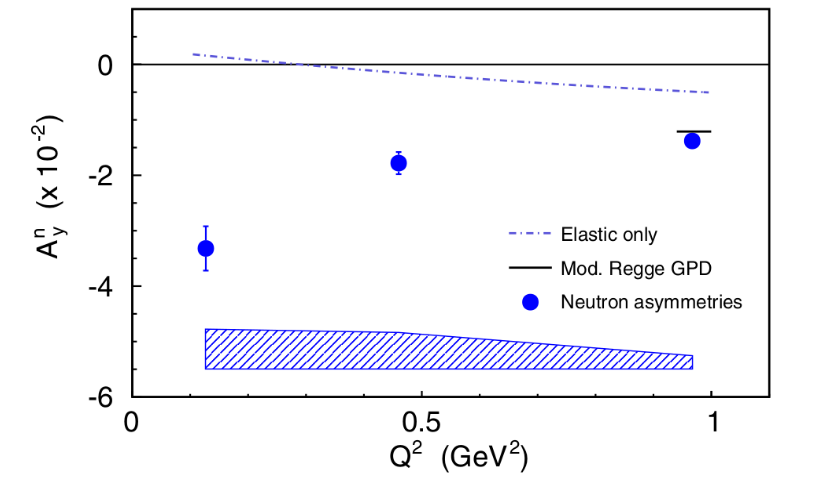 0
-2
-4
-6
A_y^n (x 10^-2)
Elastic only
Mod. Regge GPD
Neutron asymmetries
0
0.5
1
Q^2 (GeV^2)